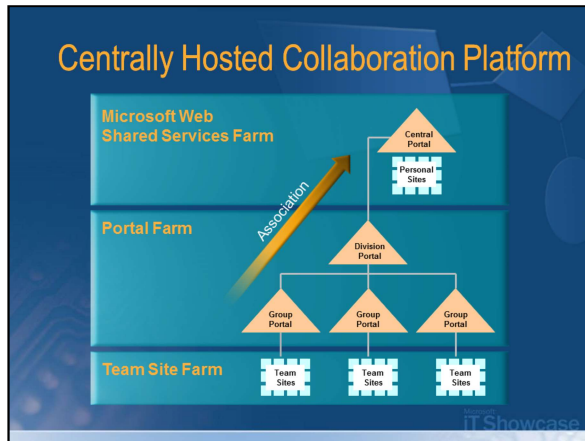 Centrally Hosted Collaboration Platform
Microsoft Web
Shared Services Farm
Central
Portal
Personal
Sites
Association
Portal Farm
Division
Portal
Group
Portal
Group
Portal
Group
Portal
Team Site Farm
Team
Sites
Team
Sites
Team
Sites
Microsoft
iT Showcase